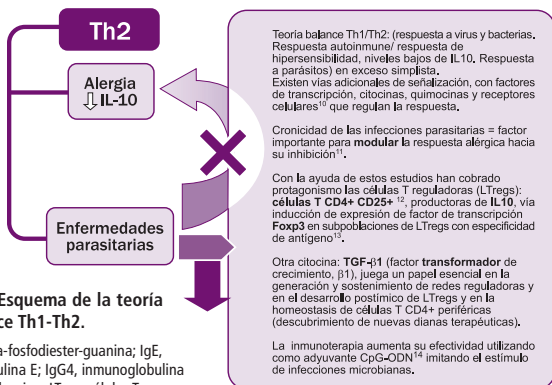 Th2
Alergia
⇩ IL-10
Enfermedades
parasitarias
Teoría balance Th1/Th2: (respuesta a virus y bacterias.
Respuesta autoinmune/ respuesta de
hipersensibilidad, niveles bajos de IL10. Respuesta
a parásitos) en exceso simplista.
Existen vías adicionales de señalización, con factores
de transcripción, citocinas, quimocinas y receptores
celulares¹⁰ que regulan la respuesta.
Cronicidad de las infecciones parasitarias = factor
importante para modular la respuesta alérgica hacia
su inhibición¹¹.
Con la ayuda de estos estudios han cobrado
protagonismo las células T reguladoras (LTregs):
células T CD4+ CD25+ ¹², productoras de IL10, vía
inducción de expresión de factor de transcripción
Foxp3 en subpoblaciones de LTregs con especificidad
de antígeno¹³.
Otra citocina: TGF-β1 (factor transformador de
crecimiento, β1), juega un papel esencial en la
generación y sostenimiento de redes reguladoras y
en el desarrollo postímico de LTregs y en la
homeostasis de células T CD4+ periféricas
(descubrimiento de nuevas dianas terapéuticas).
La inmunoterapia aumenta su efectividad utilizando
como adyuvante CpG-ODN¹⁴ imitando el estímulo
de infecciones microbianas.
Esquema de la teoría
ce Th1-Th2.
a-fosfodiester-guanina; IgE,
ulina E; IgG4, inmunoglobulina